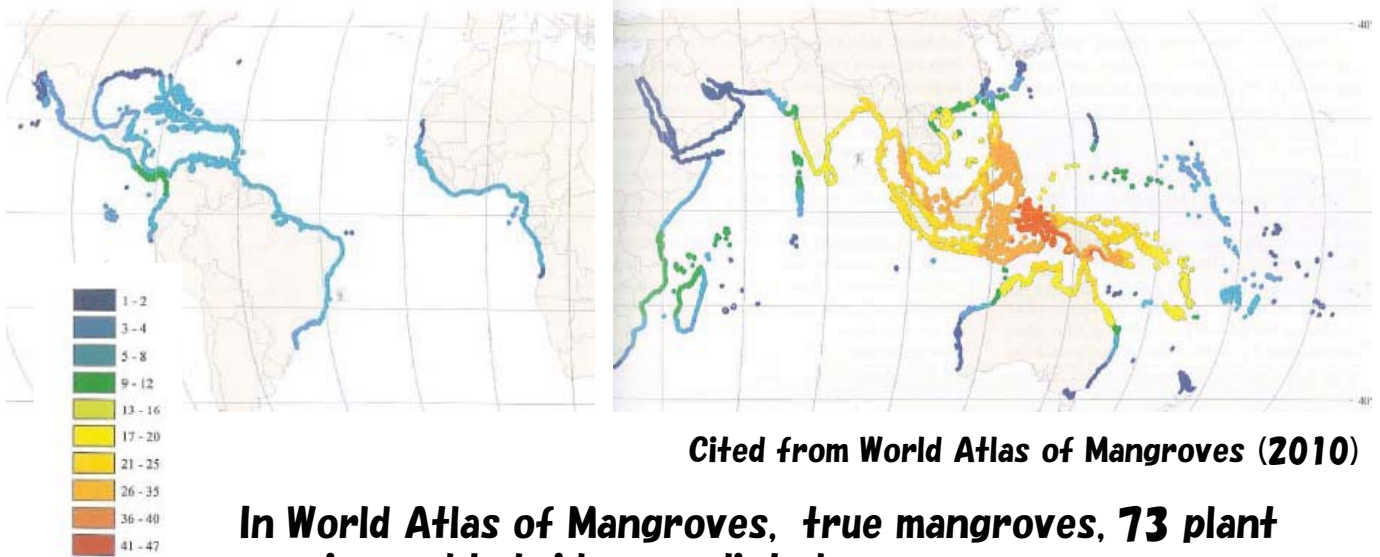 40°
40°
1 - 2
3 - 4
5 - 8
9 - 12
13 - 16
17 - 20
21 - 25
26 - 35
36 - 40
41 - 47
Cited from World Atlas of Mangroves (2010)
In World Atlas of Mangroves, true mangroves, 73 plant